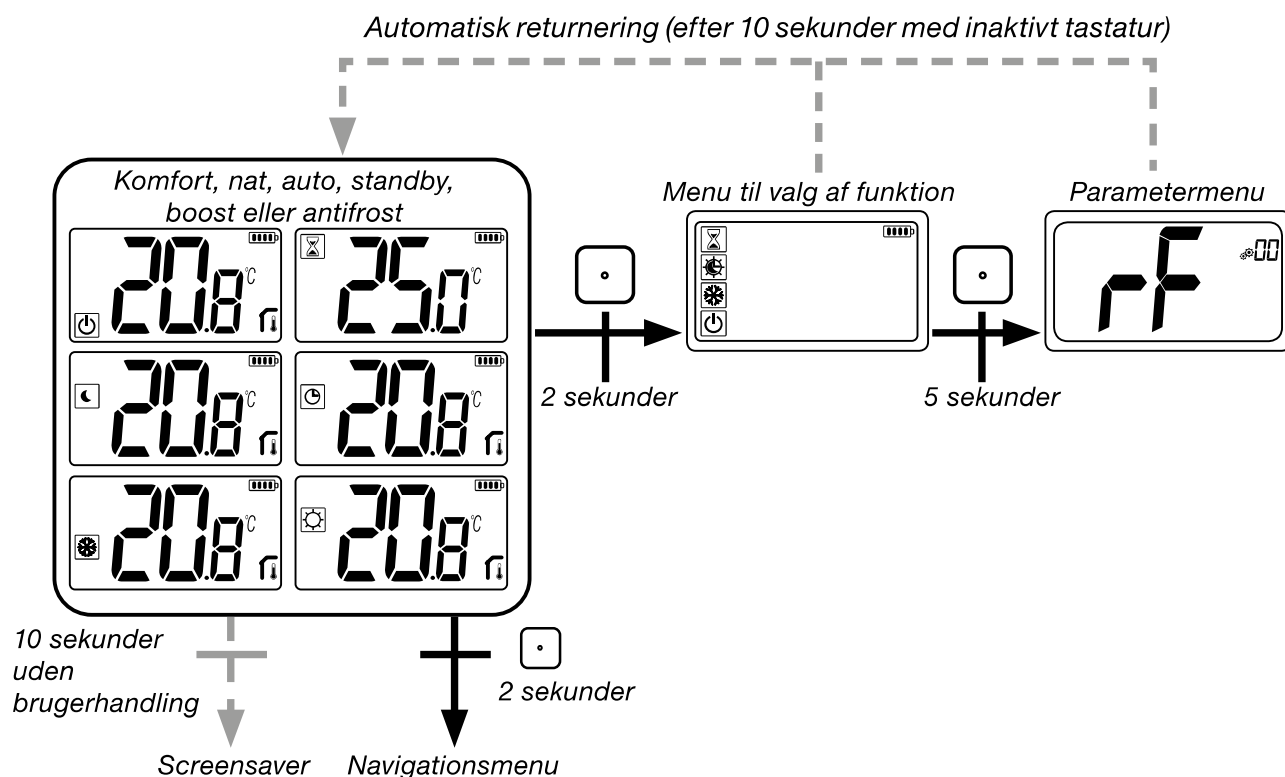 Automatisk returnering (efter 10 sekunder med inaktivt tastatur)
Komfort, nat, auto, standby,
boost eller antifrost
Menu til valg af funktion
Parametermenu
20.8 °C
25.0 °C
rF
00
20.8 °C
20.8 °C
2 sekunder
5 sekunder
20.8 °C
20.8 °C
10 sekunder
uden
brugerhandling
2 sekunder
Screensaver
Navigationsmenu